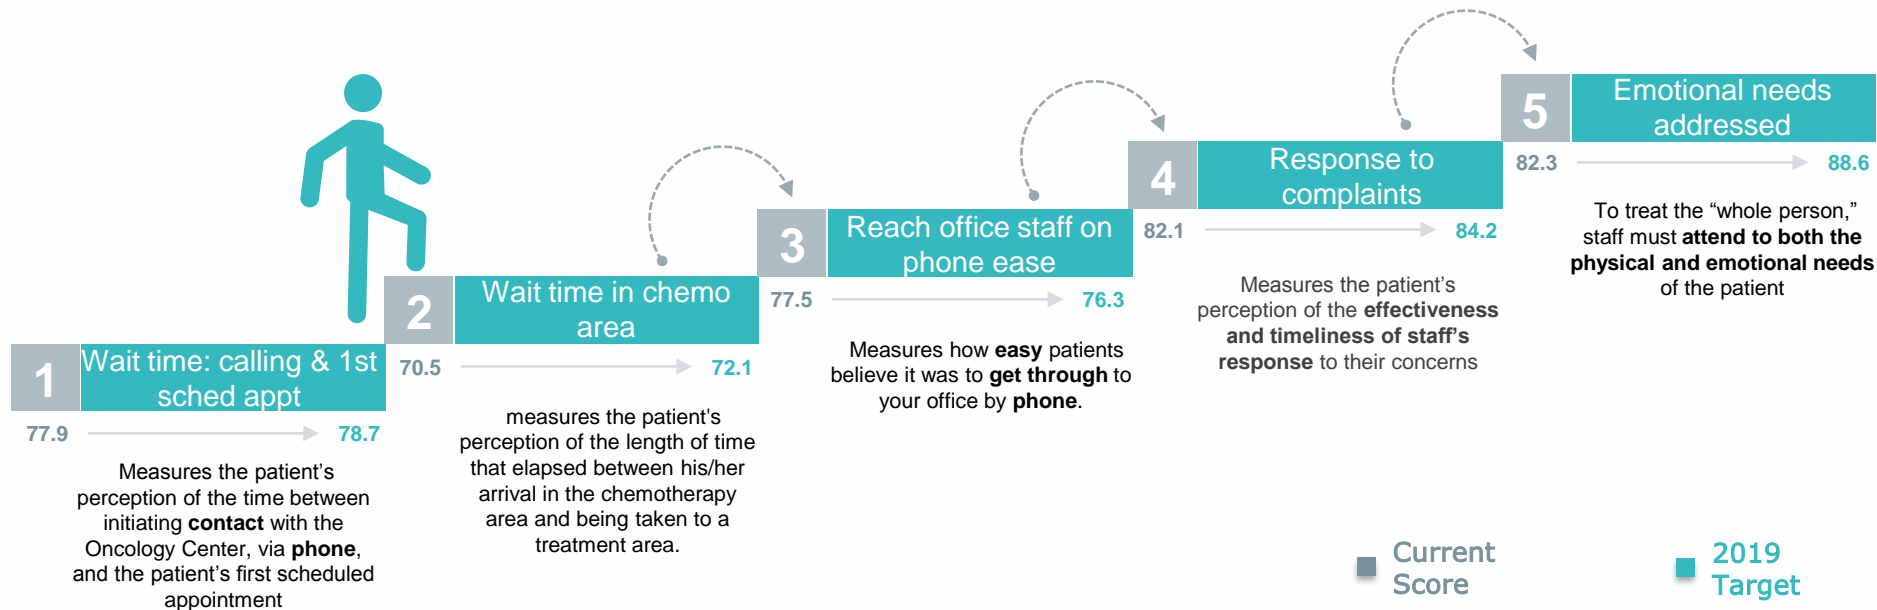 1
Wait time: calling & 1st
sched appt
77.9
78.7
Measures the patient's
perception of the time between
initiating contact with the
Oncology Center, via phone,
and the patient's first scheduled
appointment
2
Wait time in chemo
area
70.5
72.1
measures the patient's
perception of the length of time
that elapsed between his/her
arrival in the chemotherapy
area and being taken to a
treatment area.
3
Reach office staff on
phone ease
77.5
76.3
Measures how easy patients
believe it was to get through to
your office by phone.
4
Response to
complaints
82.1
84.2
Measures the patient's
perception of the effectiveness
and timeliness of staff's
response to their concerns
5
Emotional needs
addressed
82.3
88.6
To treat the “whole person,”
staff must attend to both the
physical and emotional needs
of the patient
Current
Score
2019
Target